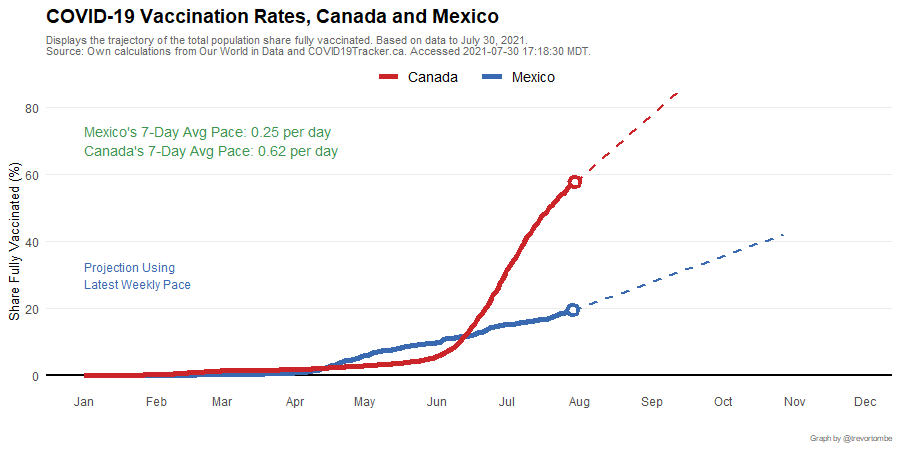 COVID-19 Vaccination Rates, Canada and Mexico
Displays the trajectory of the total population share fully vaccinated. Based on data to July 30, 2021.
Source: Own calculations from Our World in Data and COVID19Tracker.ca. Accessed 2021-07-30 17:18:30 MDT.
Canada Mexico
Share Fully Vaccinated (%)
80
60
40
20
0
Mexico's 7-Day Avg Pace: 0.25 per day
Canada's 7-Day Avg Pace: 0.62 per day
Projection Using
Latest Weekly Pace
Jan Feb Mar Apr May Jun Jul Aug Sep Oct Nov Dec
Graph by @trevortombe